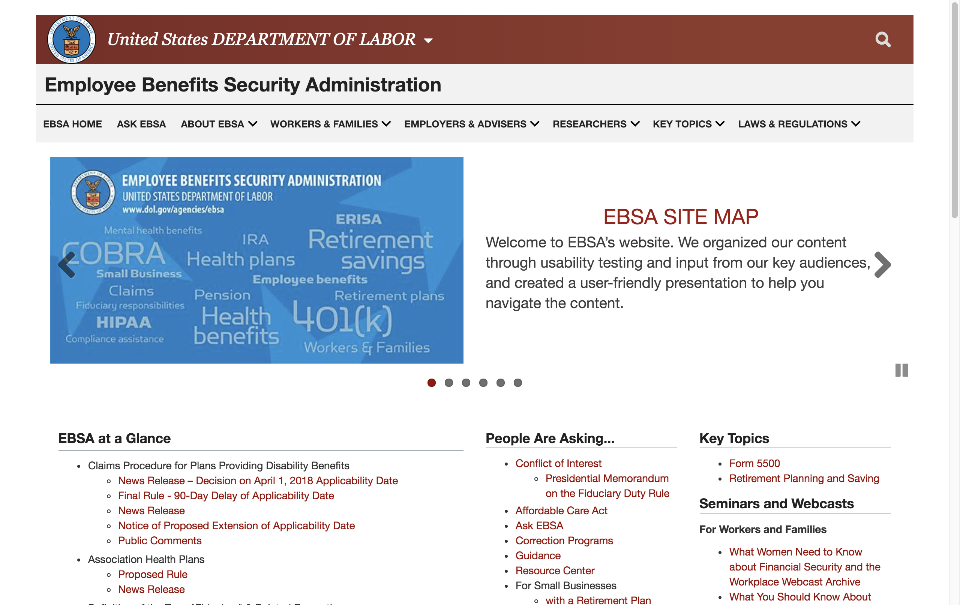 United States DEPARTMENT OF LABOR
Employee Benefits Security Administration
EBSA HOME ASK EBSA ABOUT EBSA WORKERS & FAMILIES EMPLOYERS & ADVISERS RESEARCHERS KEY TOPICS LAWS & REGULATIONS
EMPLOYEE BENEFITS SECURITY ADMINISTRATION
UNITED STATES DEPARTMENT OF LABOR
www.dol.gov/agencies/ebsa
ERISA
Mental health benefits
IRA
Retirement
savings
COBRA
Health plans
Small Business
Employee benefits
Claims
Pension
Retirement plans
Fiduciary responsibilities
HIPAA
Health
benefits
401(k)
Compliance assistance
Workers & Families
EBSA SITE MAP
Welcome to EBSA's website. We organized our content
through usability testing and input from our key audiences,
and created a user-friendly presentation to help you
navigate the content.
EBSA at a Glance
Claims Procedure for Plans Providing Disability Benefits
News Release – Decision on April 1, 2018 Applicability Date
Final Rule - 90-Day Delay of Applicability Date
News Release
Notice of Proposed Extension of Applicability Date
Public Comments
Association Health Plans
Proposed Rule
News Release
People Are Asking...
Conflict of Interest
Presidential Memorandum
on the Fiduciary Duty Rule
Affordable Care Act
Ask EBSA
Correction Programs
Guidance
Resource Center
For Small Businesses
with a Retirement Plan
Key Topics
Form 5500
Retirement Planning and Saving
Seminars and Webcasts
For Workers and Families
What Women Need to Know
about Financial Security and the
Workplace Webcast Archive
What You Should Know About